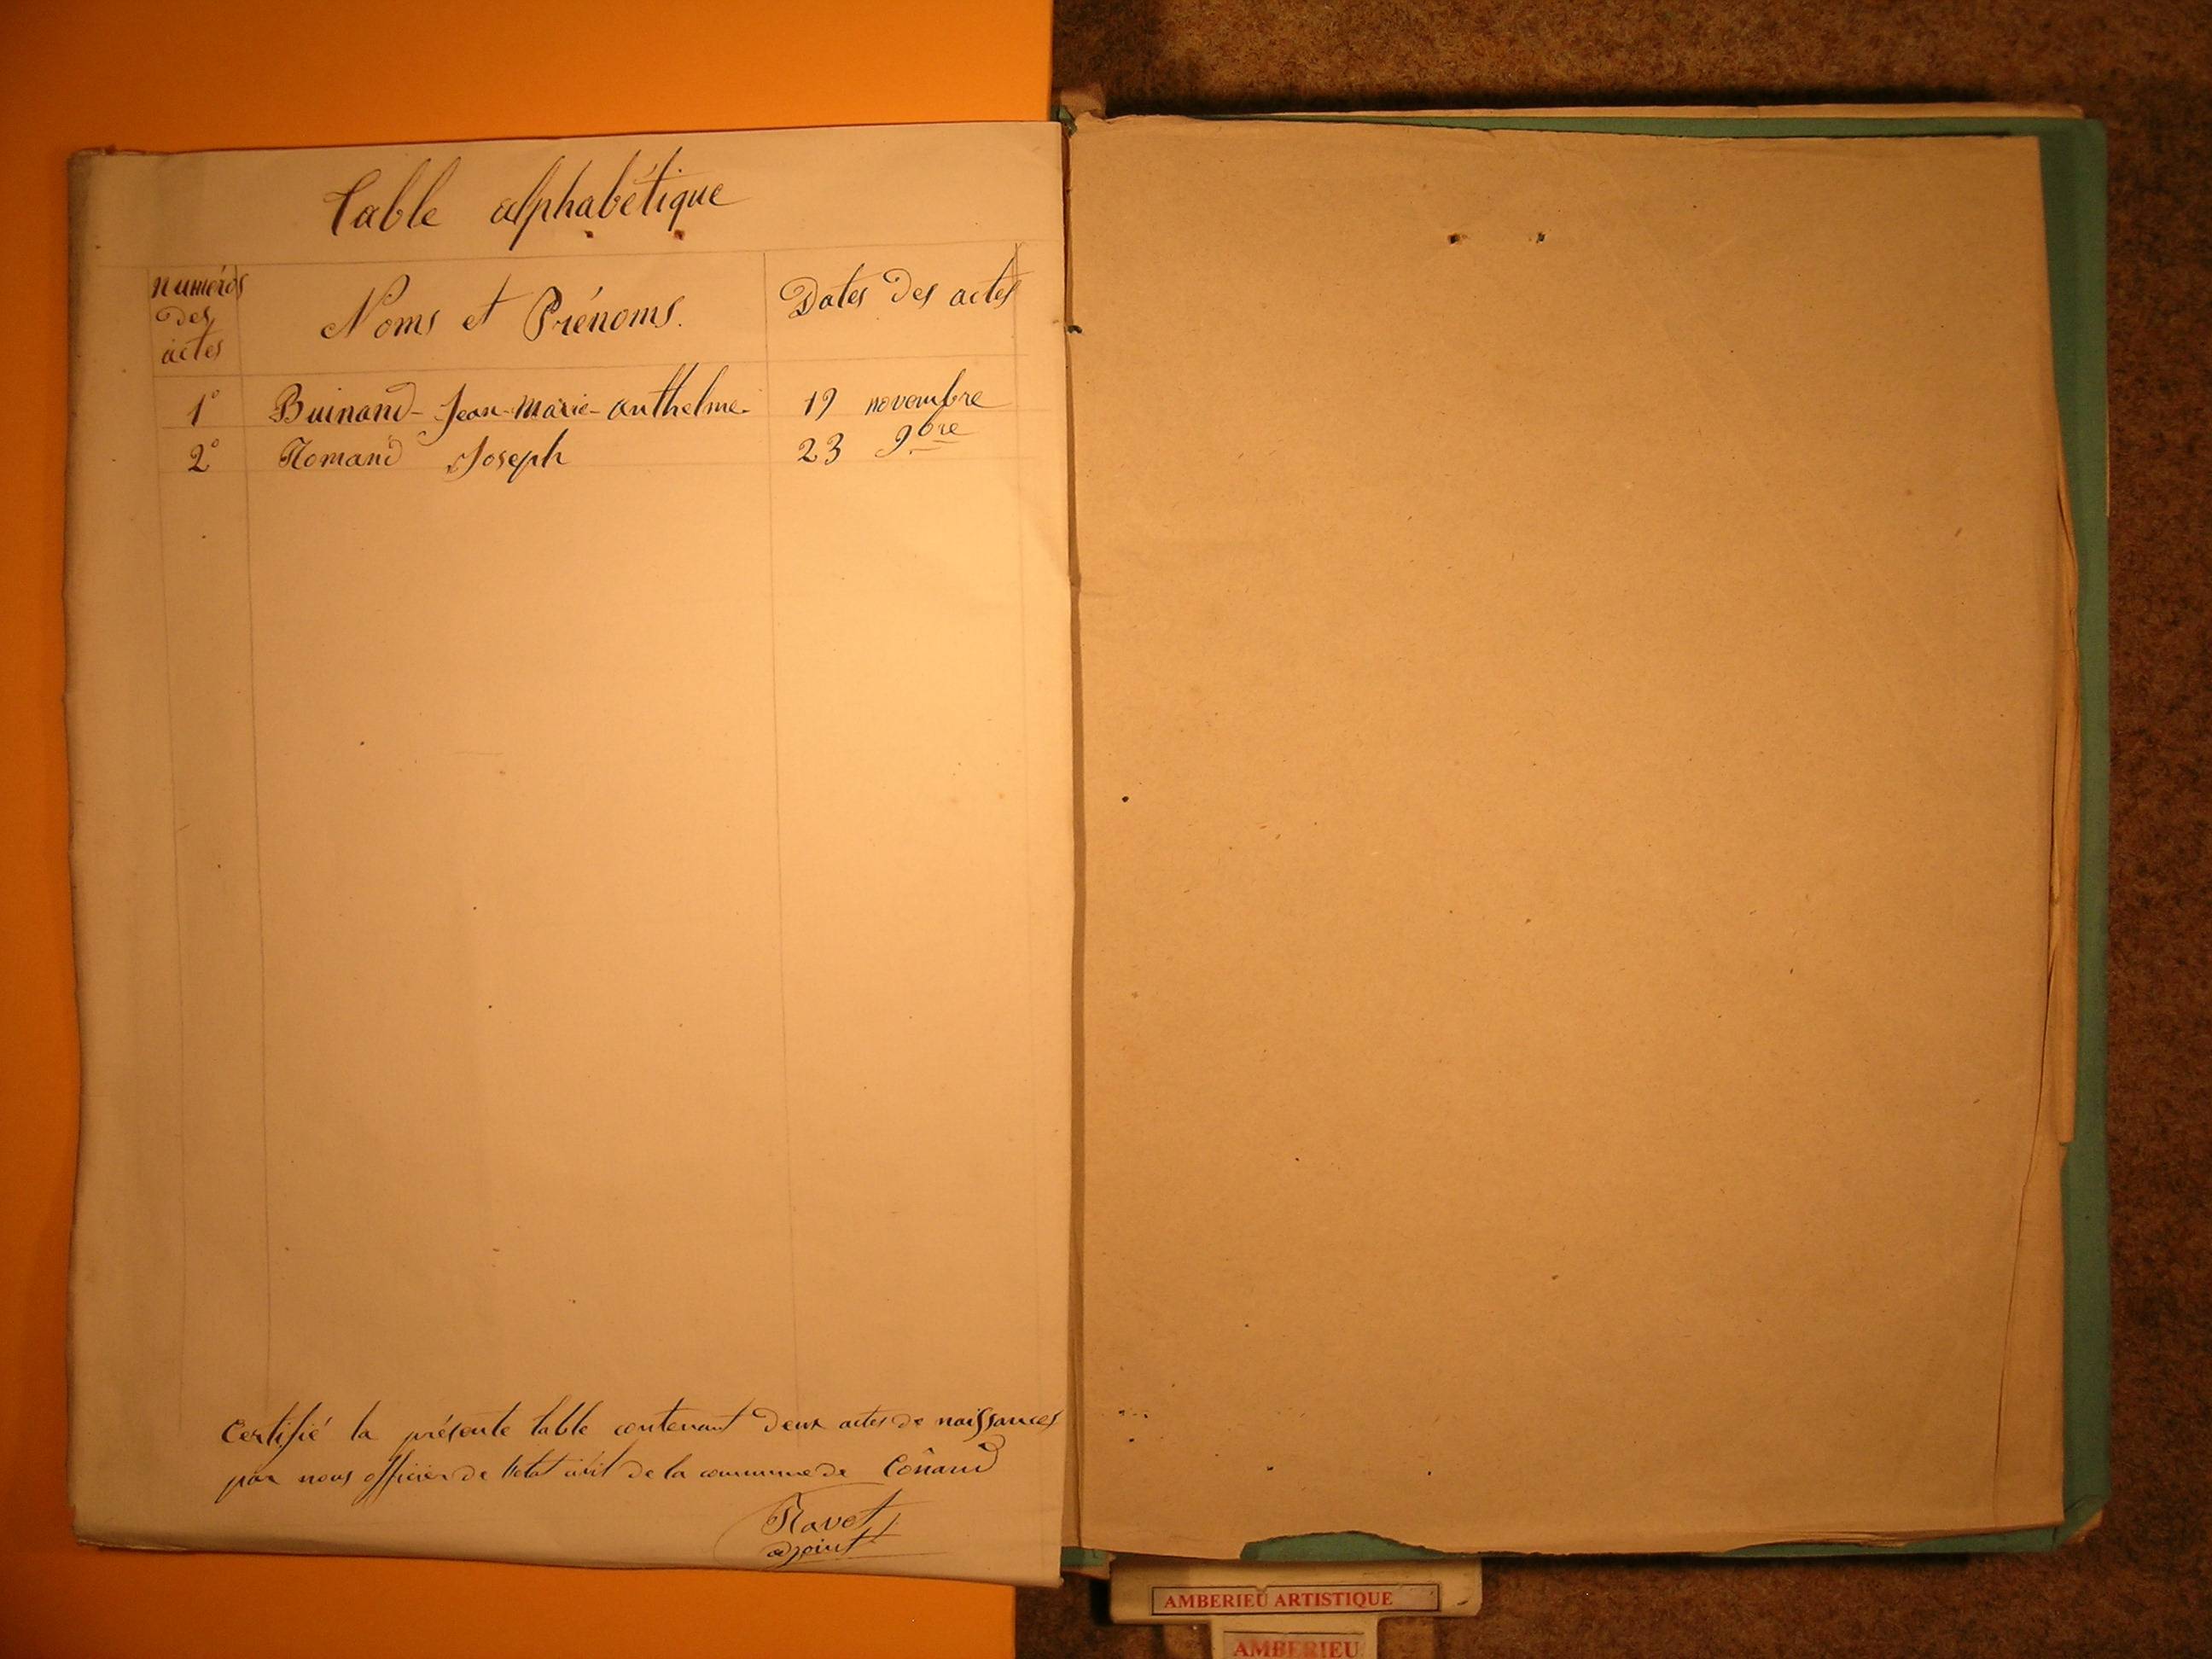 Table alphabétique
numéros
des
actes
Noms et Prénoms.
Dates des actes
1° Buinand - Jean-Marie-anthelme. 19 novembre
2° Romand Joseph 23 9bre
Certifié la présente table contenant deux actes de naissances
par nous officier de l'état civil de la commune de Cônand
Ravet
adjoint
AMBERIEU ARTISTIQUE
AMBERIEU